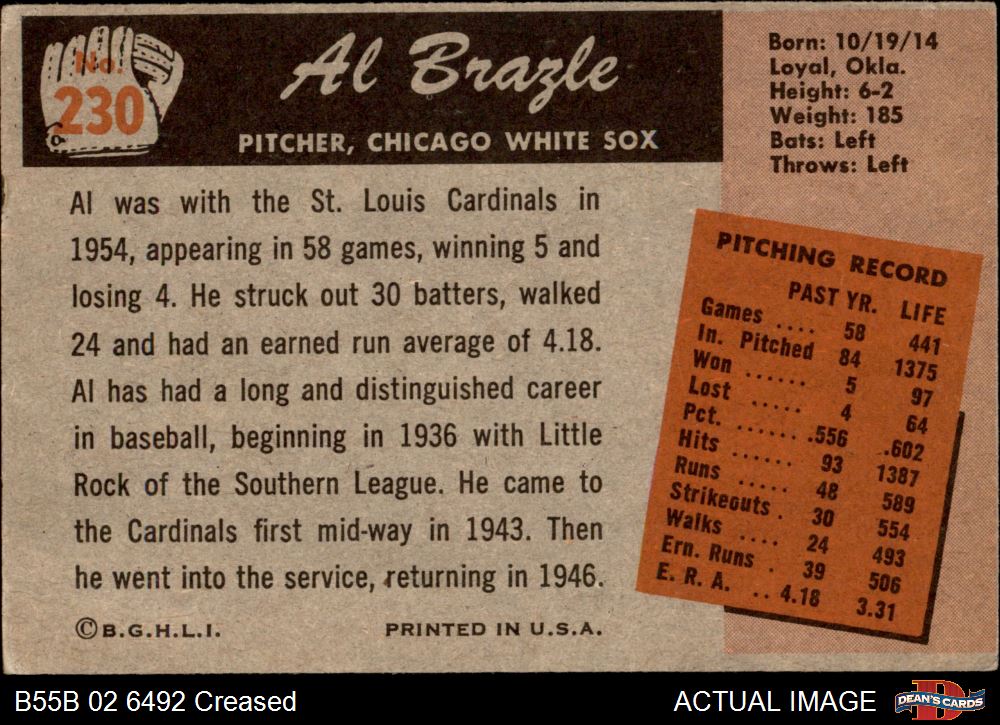 No.
230
Al Brazle
PITCHER, CHICAGO WHITE SOX
Born: 10/19/14
Loyal, Okla.
Height: 6-2
Weight: 185
Bats: Left
Throws: Left
Al was with the St. Louis Cardinals in
1954, appearing in 58 games, winning 5 and
losing 4. He struck out 30 batters, walked
24 and had an earned run average of 4.18.
Al has had a long and distinguished career
in baseball, beginning in 1936 with Little
Rock of the Southern League. He came to
the Cardinals first mid-way in 1943. Then
he went into the service, returning in 1946.
©B.G.H.L.I. PRINTED IN U.S.A.
PITCHING RECORD
PAST YR. LIFE
Games .... 58 441
In. Pitched 84 1375
Won ...... 5 97
Lost ..... 4 64
Pct. ...... .556 .602
Hits ...... 93 1387
Runs ..... 48 589
Strikeouts . 30 554
Walks .... 24 493
Ern. Runs . 39 506
E. R. A. .. 4.18 3.31
B55B 02 6492 Creased
ACTUAL IMAGE
D
DEAN'S CARDS